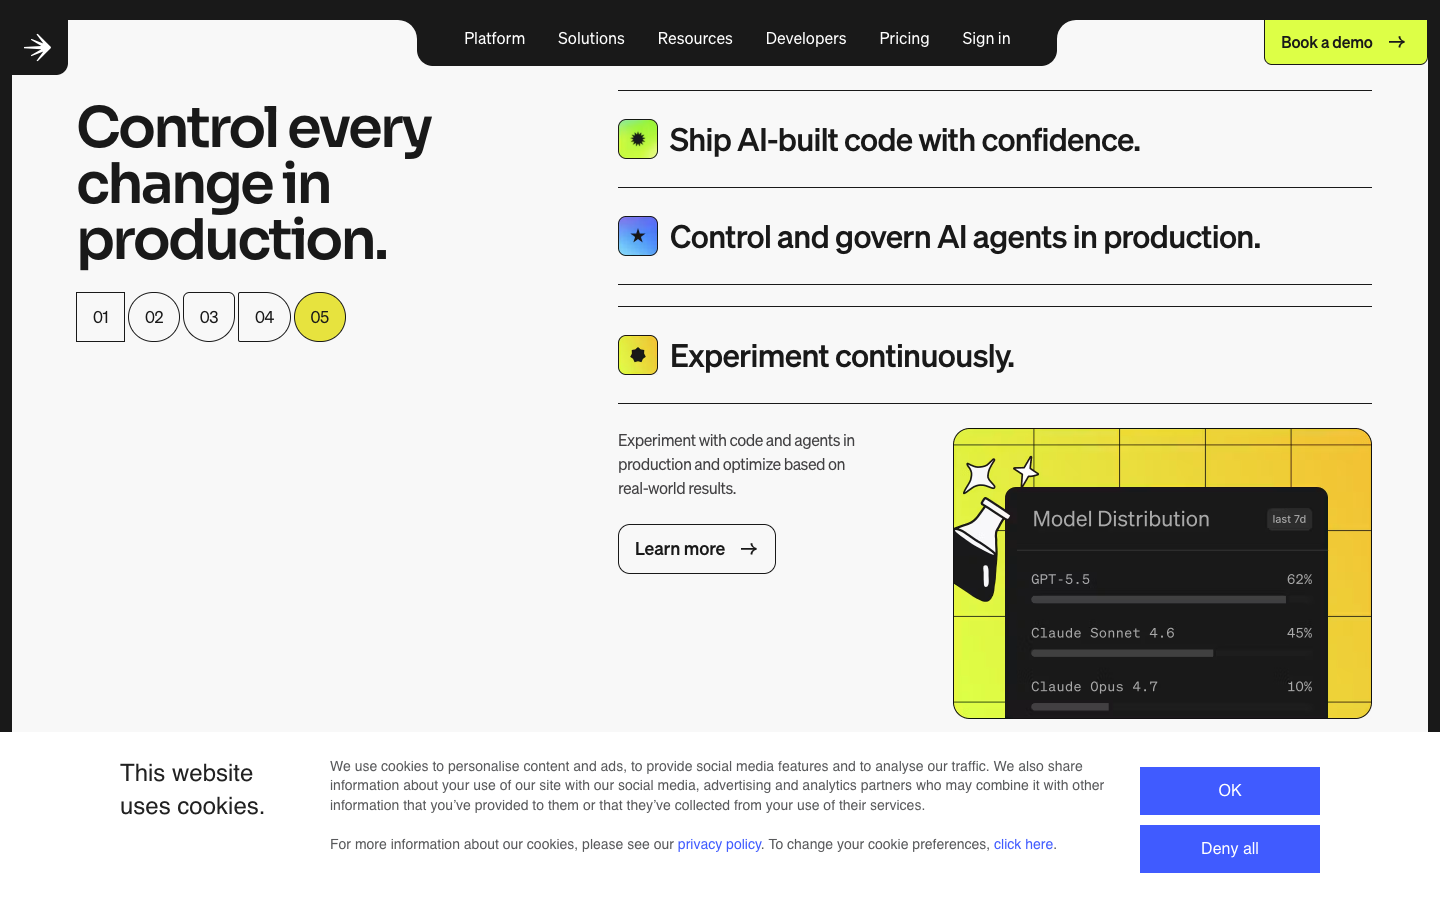 Platform Solutions Resources Developers Pricing Sign in
Book a demo
Control every
change in
production.
01 02 03 04 05
Ship AI-built code with confidence.
Control and govern AI agents in production.
Experiment continuously.
Experiment with code and agents in
production and optimize based on
real-world results.
Learn more
Model Distribution last 7d
GPT-5.5 62%
Claude Sonnet 4.6 45%
Claude Opus 4.7 10%
This website
uses cookies.
We use cookies to personalise content and ads, to provide social media features and to analyse our traffic. We also share
information about your use of our site with our social media, advertising and analytics partners who may combine it with other
information that you’ve provided to them or that they’ve collected from your use of their services.
For more information about our cookies, please see our privacy policy. To change your cookie preferences, click here.
OK
Deny all